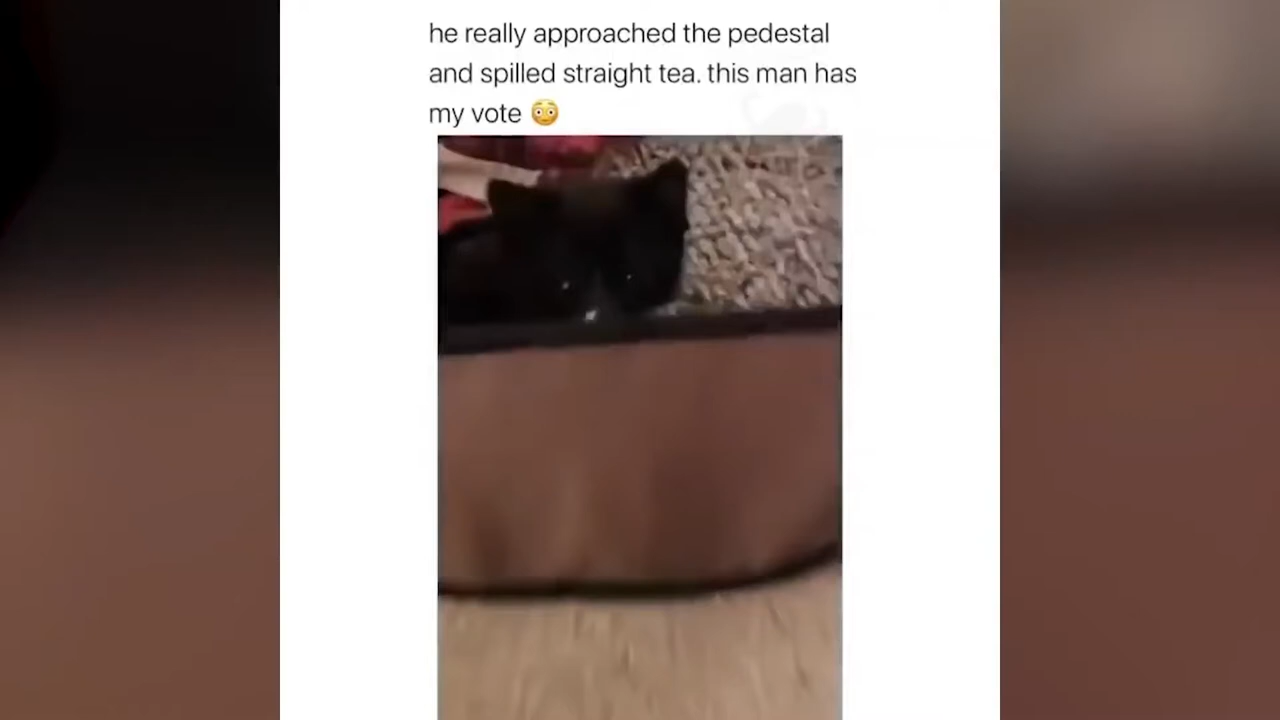 he really approached the pedestal
and spilled straight tea. this man has
my vote 😳